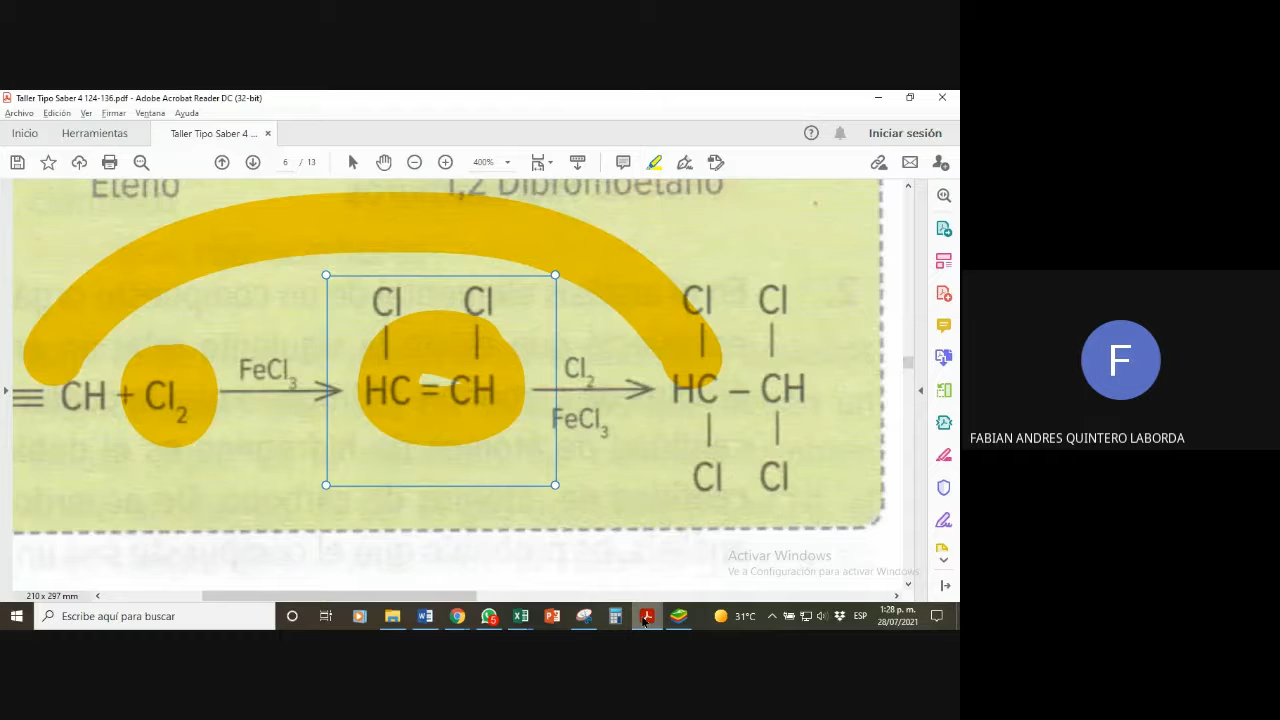 Taller Tipo Saber 4 124-136.pdf - Adobe Acrobat Reader DC (32-bit)
Archivo Edición Ver Firmar Ventana Ayuda
Inicio Herramientas Taller Tipo Saber 4 ... × Iniciar sesión
6 / 13 400%
Eteno 1,2 Dibromoetano
Cl Cl Cl Cl
≡ CH + Cl2 FeCl3 HC = CH Cl2 FeCl3 HC – CH
Cl Cl
Activar Windows
Ve a Configuración para activar Windows.
210 x 297 mm
Escribe aquí para buscar
5
31°C ESP
1:28 p. m.
28/07/2021
F
FABIAN ANDRES QUINTERO LABORDA